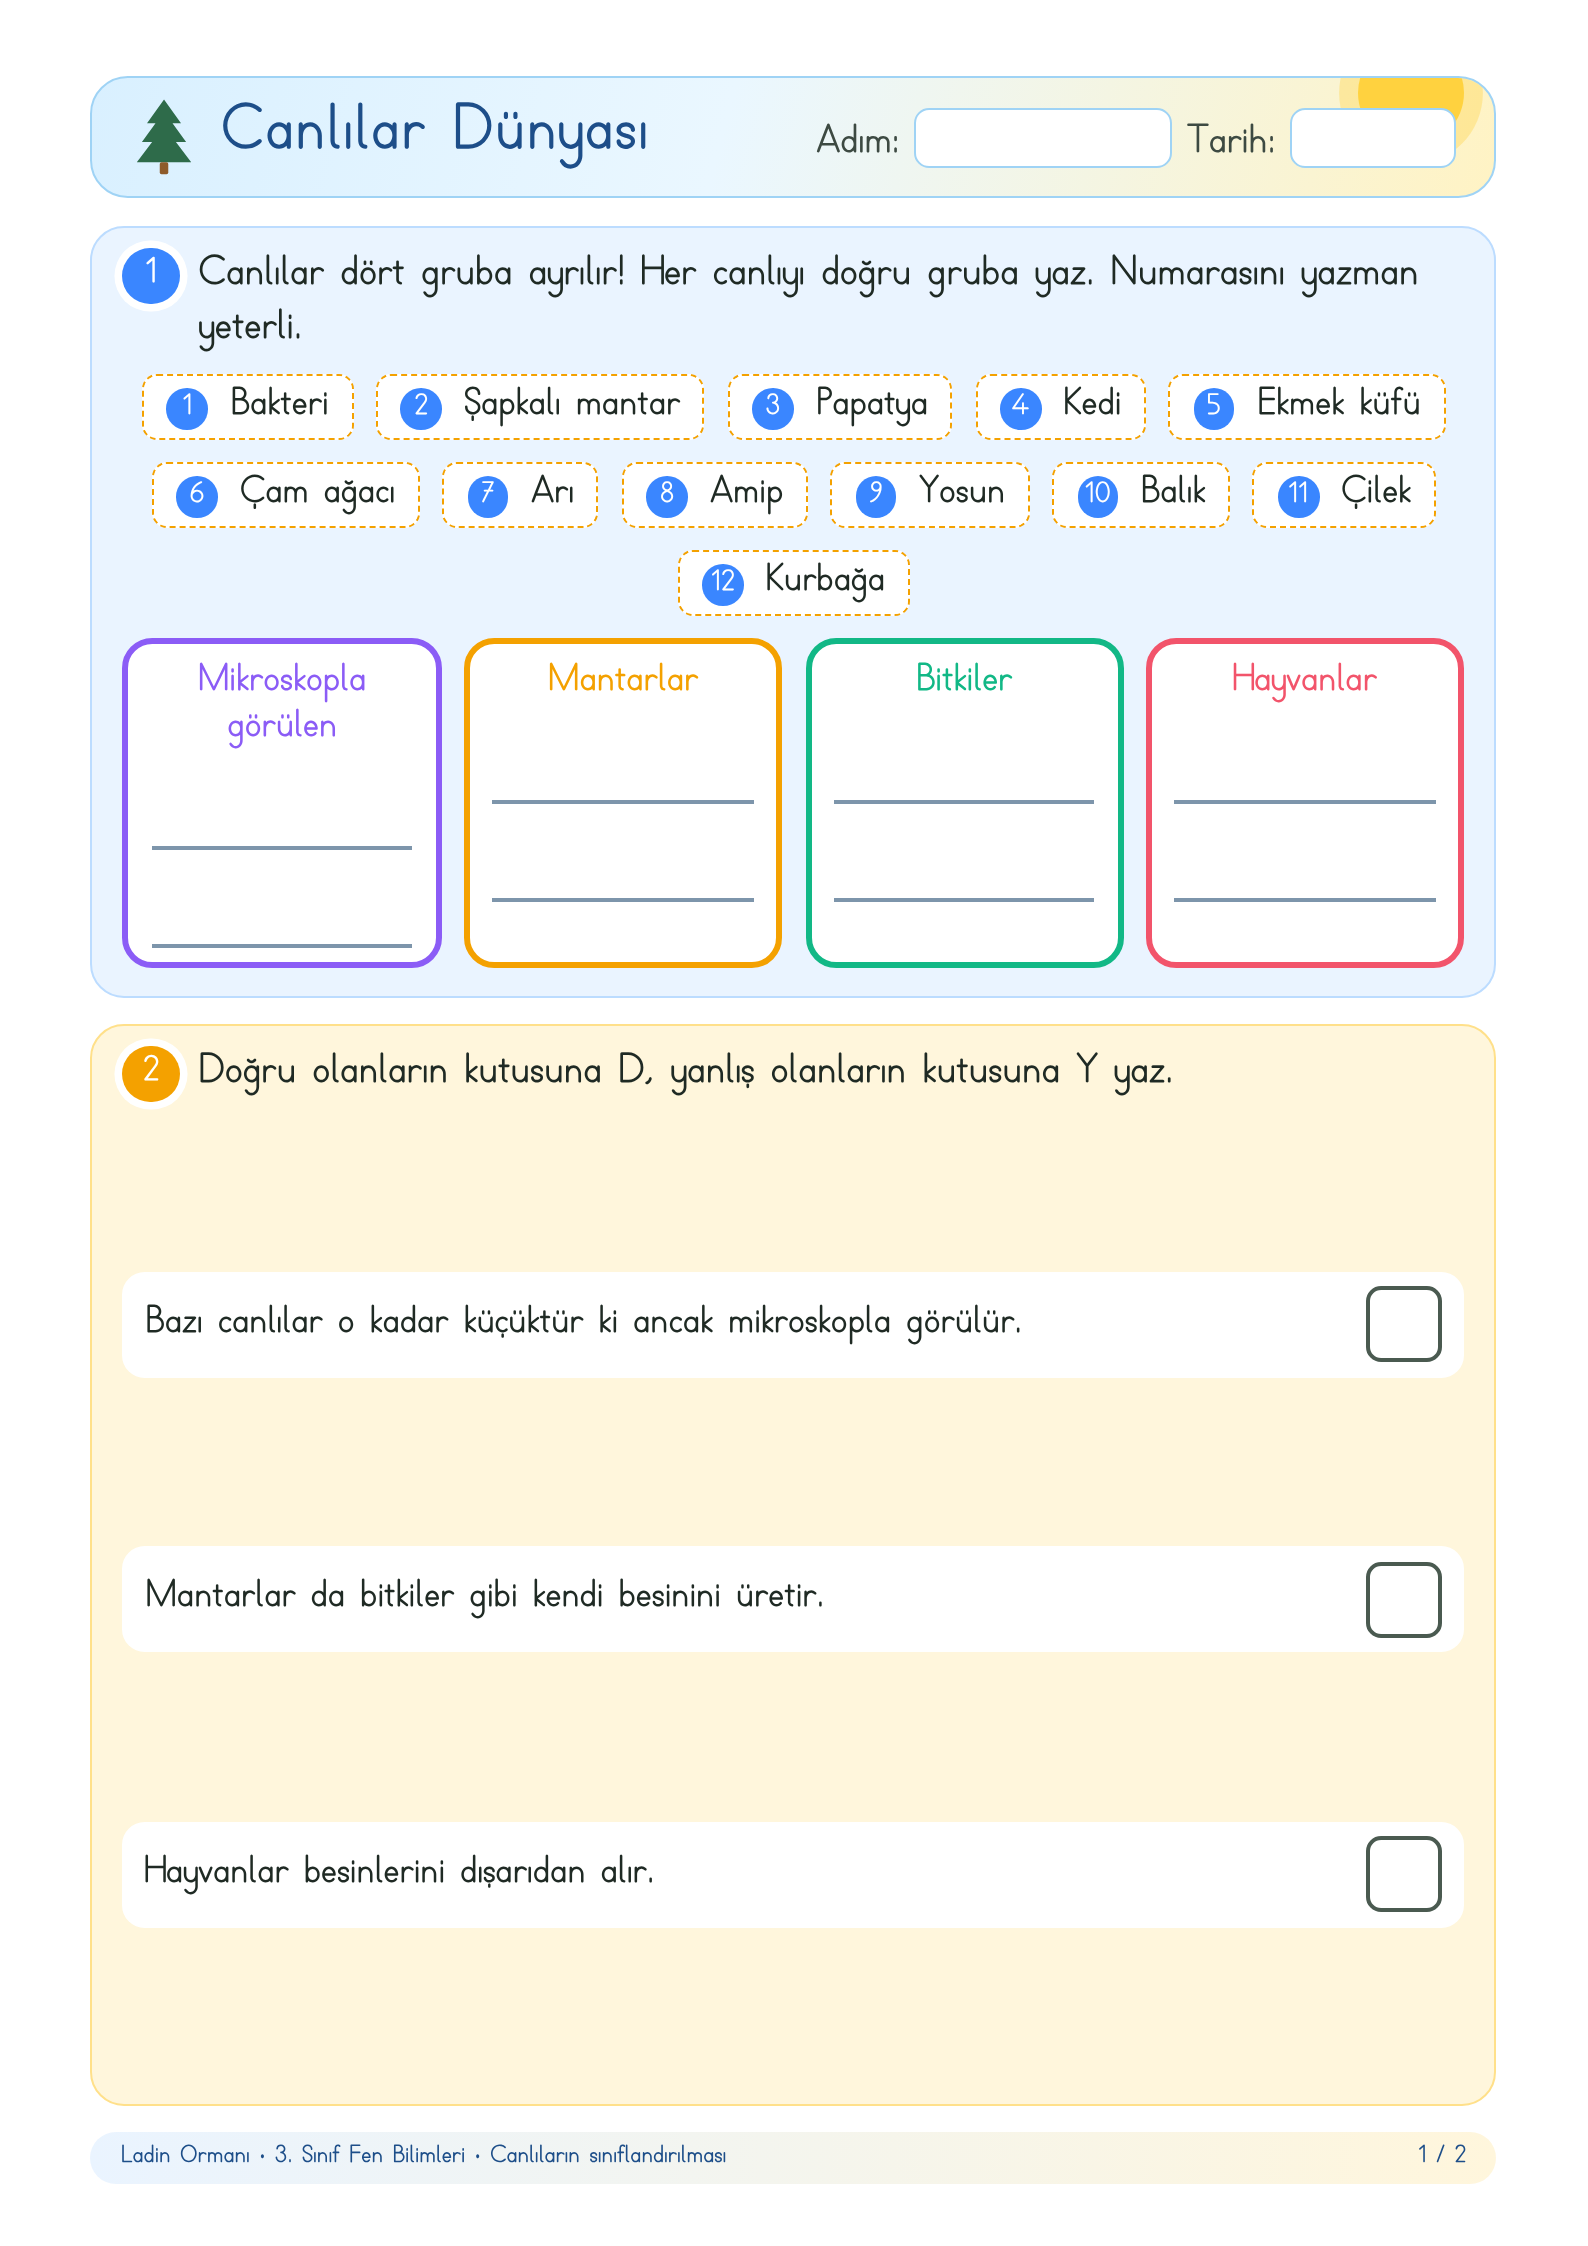 Canlılar Dünyası
Adım:
Tarih:
1 Canlılar dört gruba ayrılır! Her canlıyı doğru gruba yaz. Numarasını yazman
yeterli.
1 Bakteri
2 Şapkalı mantar
3 Papatya
4 Kedi
5 Ekmek küfü
6 Çam ağacı
7 Arı
8 Amip
9 Yosun
10 Balık
11 Çilek
12 Kurbağa
Mikroskopla
görülen
Mantarlar
Bitkiler
Hayvanlar
2 Doğru olanların kutusuna D, yanlış olanların kutusuna Y yaz.
Bazı canlılar o kadar küçüktür ki ancak mikroskopla görülür.
Mantarlar da bitkiler gibi kendi besinini üretir.
Hayvanlar besinlerini dışarıdan alır.
Ladin Ormanı • 3. Sınıf Fen Bilimleri • Canlıların sınıflandırılması
1 / 2